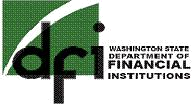 dfi
WASHINGTON STATE
DEPARTMENT OF
FINANCIAL
INSTITUTIONS